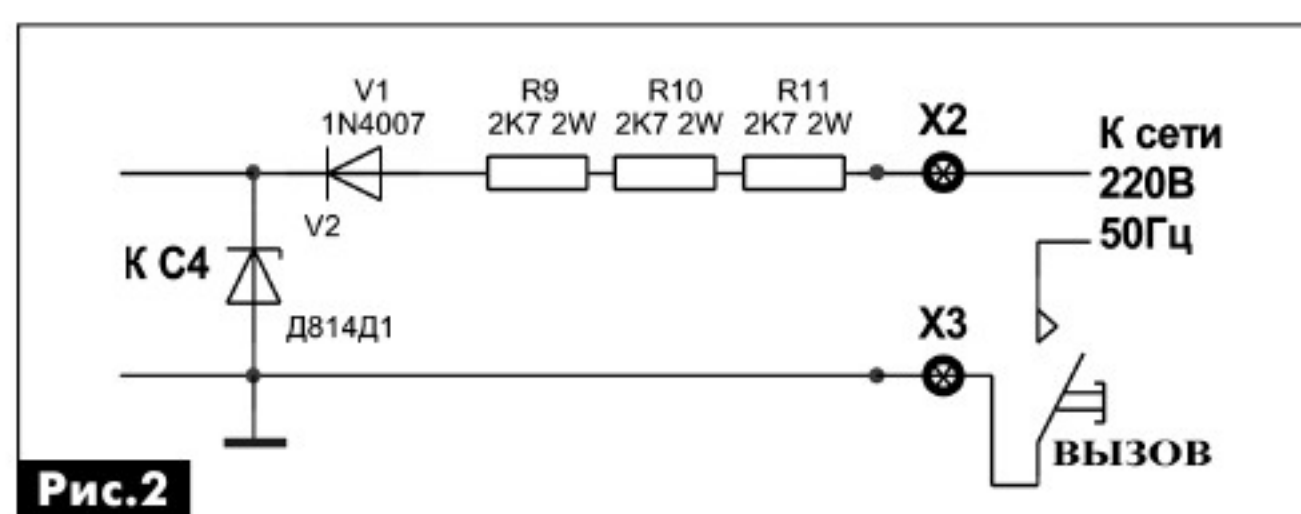 V1
1N4007
R9
2K7 2W
R10
2K7 2W
R11
2K7 2W
X2
К сети
220В
50Гц
V2
К С4
Д814Д1
X3
ВЫЗОВ
Рис.2